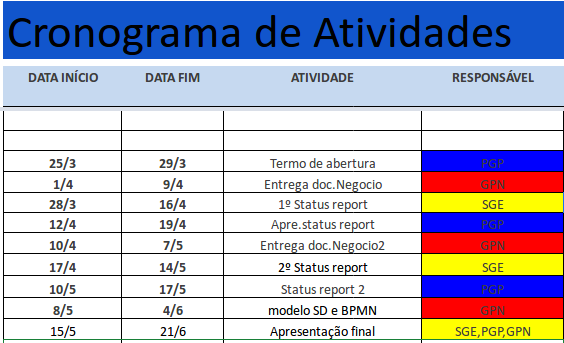 Cronograma de Atividades
DATA INÍCIO DATA FIM ATIVIDADE RESPONSÁVEL
25/3 29/3 Termo de abertura PGP
1/4 9/4 Entrega doc.Negocio GPN
28/3 16/4 1º Status report SGE
12/4 19/4 Apre.status report PGP
10/4 7/5 Entrega doc.Negocio2 GPN
17/4 14/5 2º Status report SGE
10/5 17/5 Status report 2 PGP
8/5 4/6 modelo SD e BPMN GPN
15/5 21/6 Apresentação final SGE,PGP,GPN